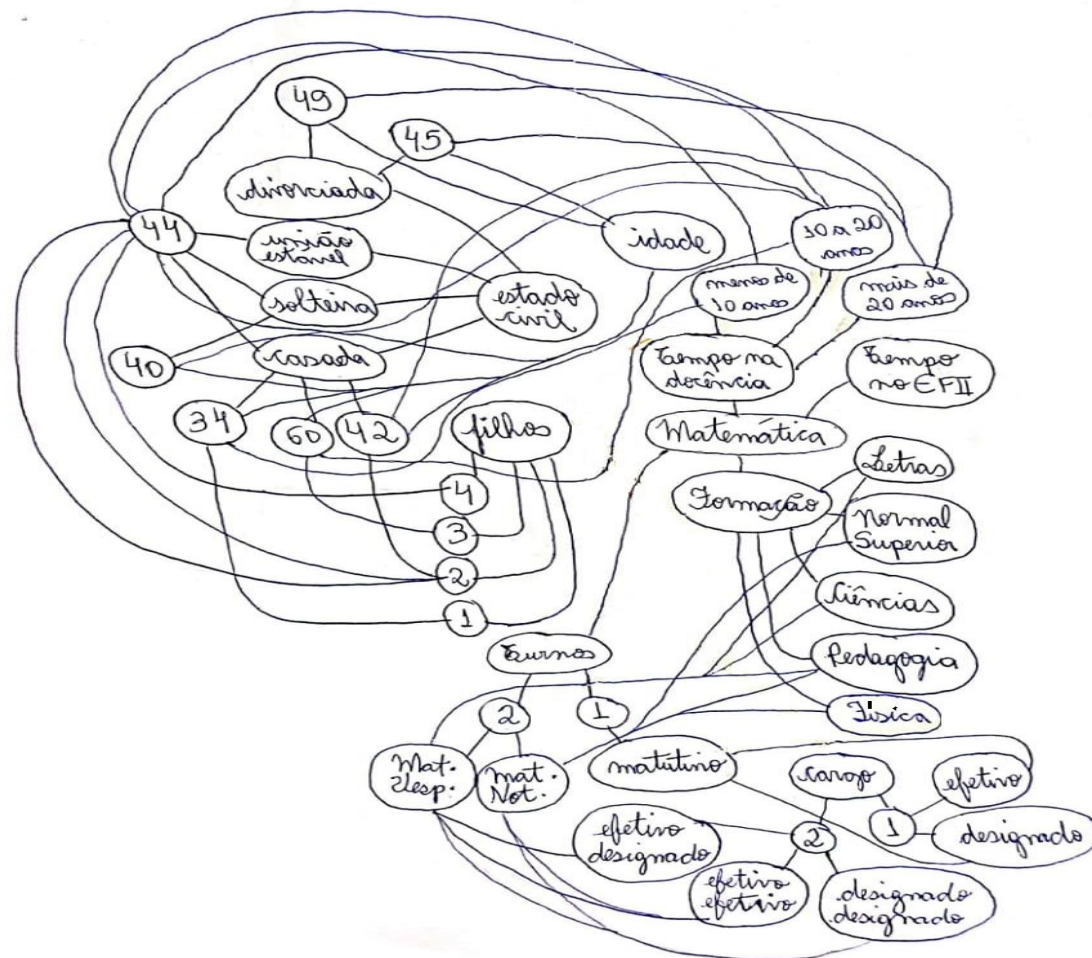 49
45
divorciada
44
união
estável
idade
10 a 20
anos
solteira
estado
civil
menos de
10 anos
mais de
20 anos
40
casada
Tempo na
docência
Tempo
no EFII
34
60
42
filhos
Matemática
Letras
4
Formação
Normal
Superior
3
2
Ciências
1
Turnos
Pedagogia
2
1
Física
Mat.
Vesp.
mat.
Not.
matutino
cargo
efetivo
efetivo
designado
2
1
designado
efetivo
efetivo
designado
designado